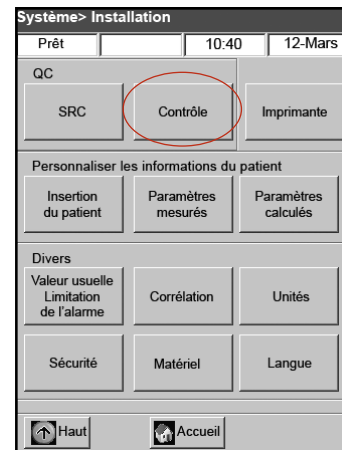 Système> Installation
Prêt 10:40 12-Mars
QC
SRC Contrôle Imprimante
Personnaliser les informations du patient
Insertion du patient Paramètres mesurés Paramètres calculés
Divers
Valeur usuelle Limitation de l'alarme Corrélation Unités
Sécurité Matériel Langue
Haut Accueil